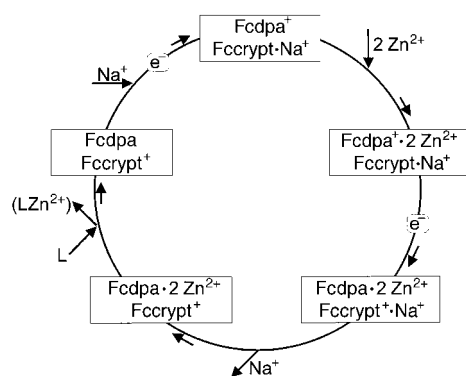 Fcdpa⁺
Fccrypt·Na⁺
2 Zn²⁺
Fcdpa⁺·2 Zn²⁺
Fccrypt·Na⁺
e⁻
Fcdpa·2 Zn²⁺
Fccrypt⁺·Na⁺
Na⁺
Fcdpa·2 Zn²⁺
Fccrypt⁺
L
(LZn²⁺)
Fcdpa
Fccrypt⁺
Na⁺
e⁻